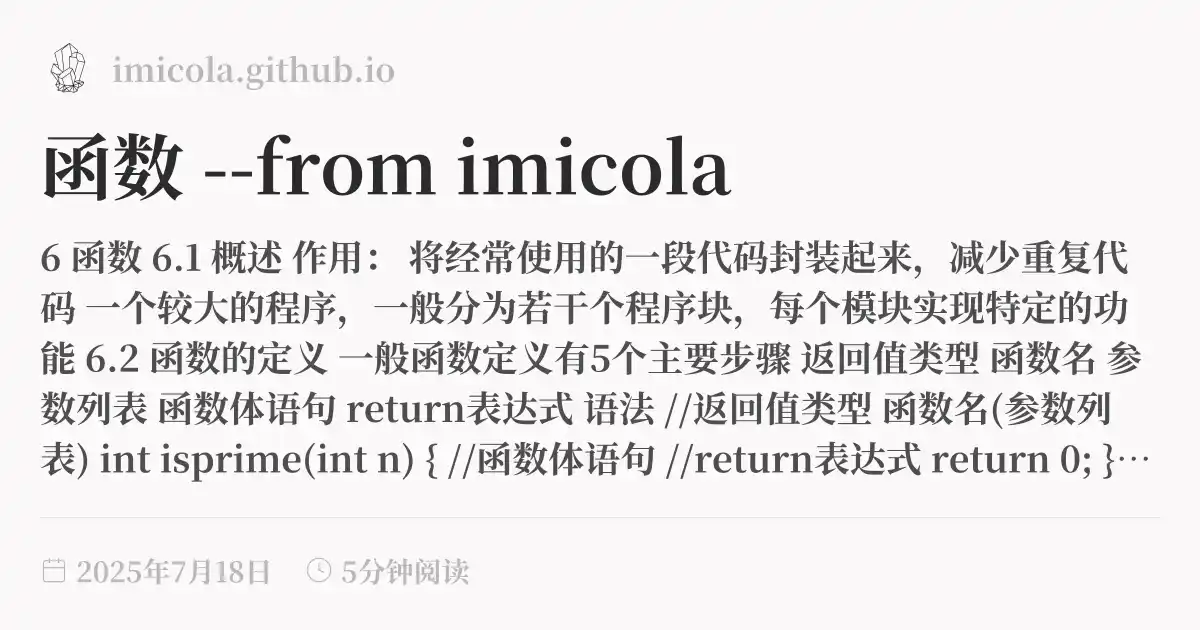 imicola.github.io
函数 --from imicola
6 函数 6.1 概述 作用： 将经常使用的一段代码封装起来，减少重复代
码 一个较大的程序，一般分为若干个程序块，每个模块实现特定的功
能 6.2 函数的定义 一般函数定义有5个主要步骤 返回值类型 函数名 参
数列表 函数体语句 return表达式 语法 //返回值类型 函数名(参数列
表) int isprime(int n) { //函数体语句 //return表达式 return 0; }…
2025年7月18日 5分钟阅读